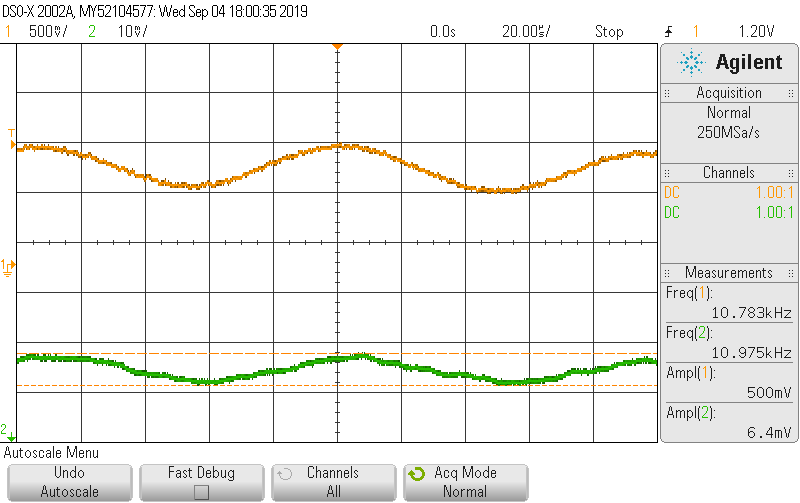 DSO-X 2002A, MY52104577: Wed Sep 04 18:00:35 2019
1 500mV/ 2 10mV/ 0.0s 20.00us/ Stop 1 1.20V
Agilent
Acquisition
Normal
250MSa/s
Channels
DC 1.00:1
DC 1.00:1
Measurements
Freq(1):
10.783kHz
Freq(2):
10.975kHz
Ampl(1):
500mV
Ampl(2):
6.4mV
T
1
2
Autoscale Menu
Undo
Autoscale
Fast Debug
Channels
All
Acq Mode
Normal